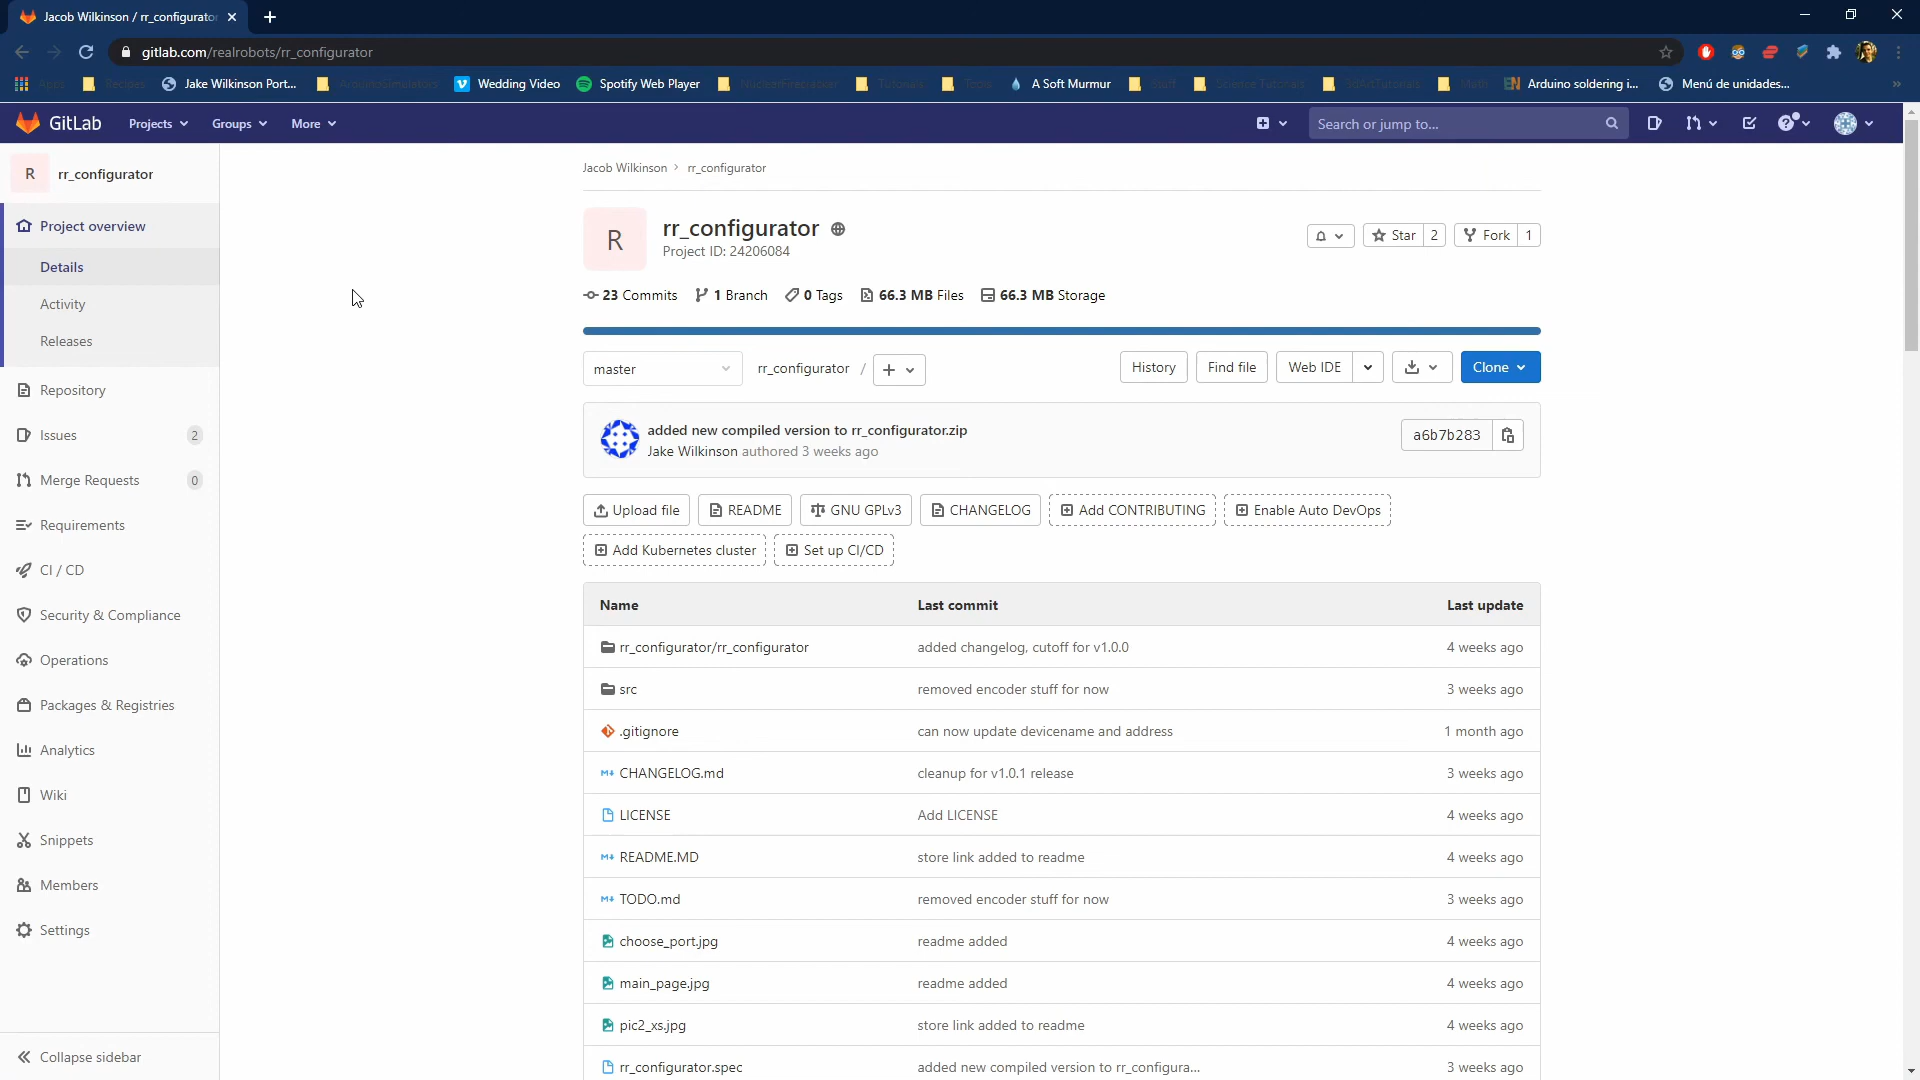 Jacob Wilkinson / rr_configurator
gitlab.com/realrobots/rr_configurator
Apps Recipes Jake Wilkinson Port... ArduinoSimulators Wedding Video Spotify Web Player NuclearFirecracker Tutorials Tools A Soft Murmur stuff Science Tutorials 3dArtTutorials Math Arduino soldering i... Menú de unidades...
GitLab Projects Groups More Search or jump to...
R rr_configurator
Project overview
Details
Activity
Releases
Repository
Issues 2
Merge Requests 0
Requirements
CI / CD
Security & Compliance
Operations
Packages & Registries
Analytics
Wiki
Snippets
Members
Settings
Collapse sidebar
Jacob Wilkinson > rr_configurator
R
rr_configurator
Project ID: 24206084
Star 2 Fork 1
23 Commits 1 Branch 0 Tags 66.3 MB Files 66.3 MB Storage
master rr_configurator / + History Find file Web IDE Clone
added new compiled version to rr_configurator.zip
Jake Wilkinson authored 3 weeks ago
a6b7b283
Upload file README GNU GPLv3 CHANGELOG Add CONTRIBUTING Enable Auto DevOps
Add Kubernetes cluster Set up CI/CD
Name Last commit Last update
rr_configurator/rr_configurator added changelog, cutoff for v1.0.0 4 weeks ago
src removed encoder stuff for now 3 weeks ago
.gitignore can now update devicename and address 1 month ago
CHANGELOG.md cleanup for v1.0.1 release 3 weeks ago
LICENSE Add LICENSE 4 weeks ago
README.MD store link added to readme 4 weeks ago
TODO.md removed encoder stuff for now 3 weeks ago
choose_port.jpg readme added 4 weeks ago
main_page.jpg readme added 4 weeks ago
pic2_xs.jpg store link added to readme 4 weeks ago
rr_configurator.spec added new compiled version to rr_configura... 3 weeks ago